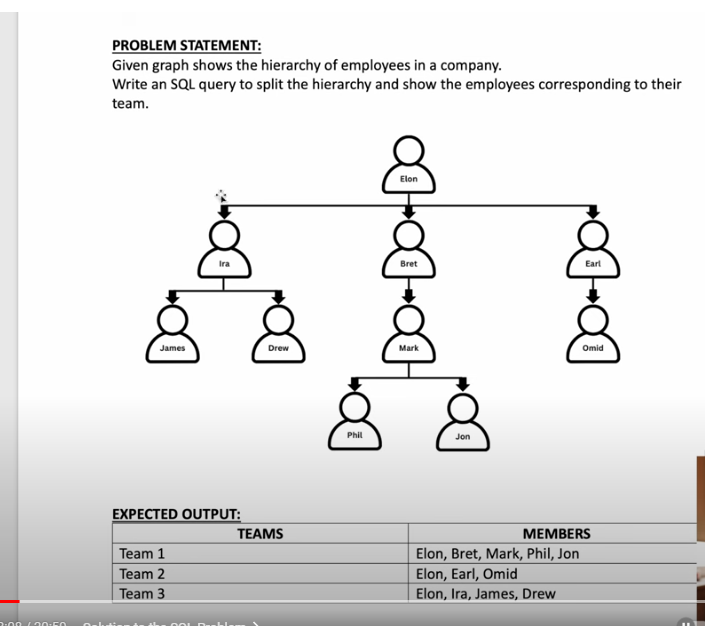 PROBLEM STATEMENT:
Given graph shows the hierarchy of employees in a company.
Write an SQL query to split the hierarchy and show the employees corresponding to their
team.
Elon
Ira
Bret
Earl
James
Drew
Mark
Omid
Phil
Jon
EXPECTED OUTPUT:
TEAMS MEMBERS
Team 1 Elon, Bret, Mark, Phil, Jon
Team 2 Elon, Earl, Omid
Team 3 Elon, Ira, James, Drew